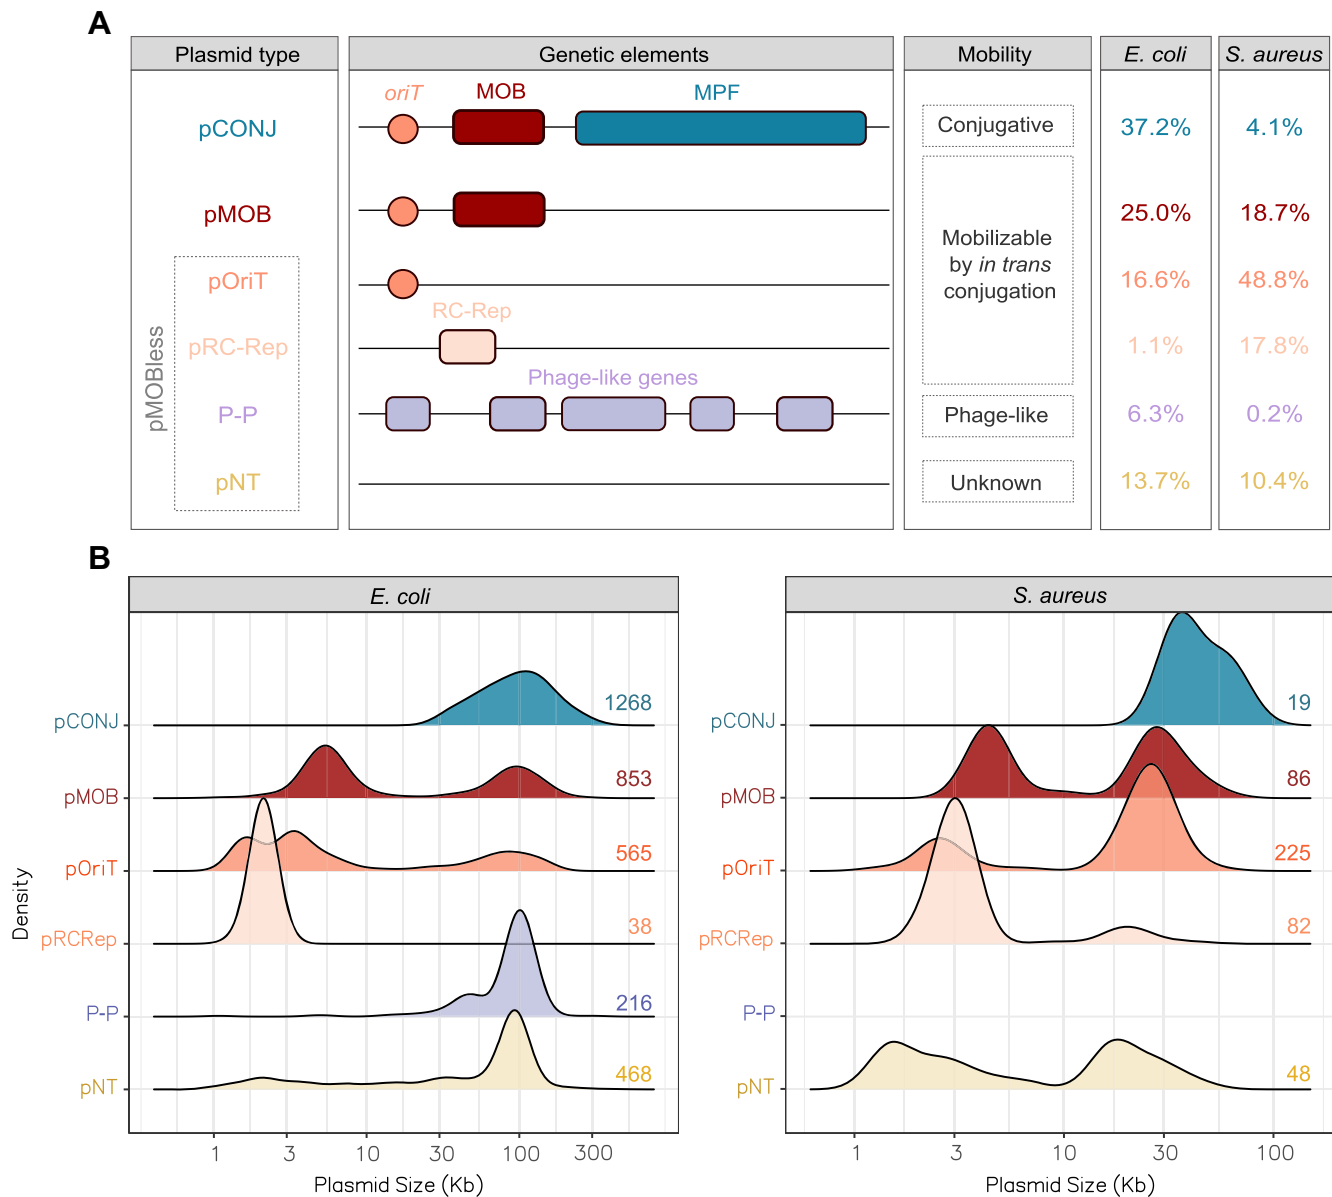 A
Plasmid type
Genetic elements
Mobility
E. coli
S. aureus
oriT
MOB
MPF
pCONJ
Conjugative
37.2%
4.1%
pMOB
25.0%
18.7%
Mobilizable
by in trans
conjugation
pMOBless
pOriT
16.6%
48.8%
RC-Rep
pRC-Rep
1.1%
17.8%
Phage-like genes
P-P
Phage-like
6.3%
0.2%
pNT
Unknown
13.7%
10.4%
B
E. coli
Density
pCONJ
1268
pMOB
853
pOriT
565
pRCRep
38
P-P
216
pNT
468
1 3 10 30 100 300
Plasmid Size (Kb)
S. aureus
pCONJ
19
pMOB
86
pOriT
225
pRCRep
82
P-P
pNT
48
1 3 10 30 100
Plasmid Size (Kb)